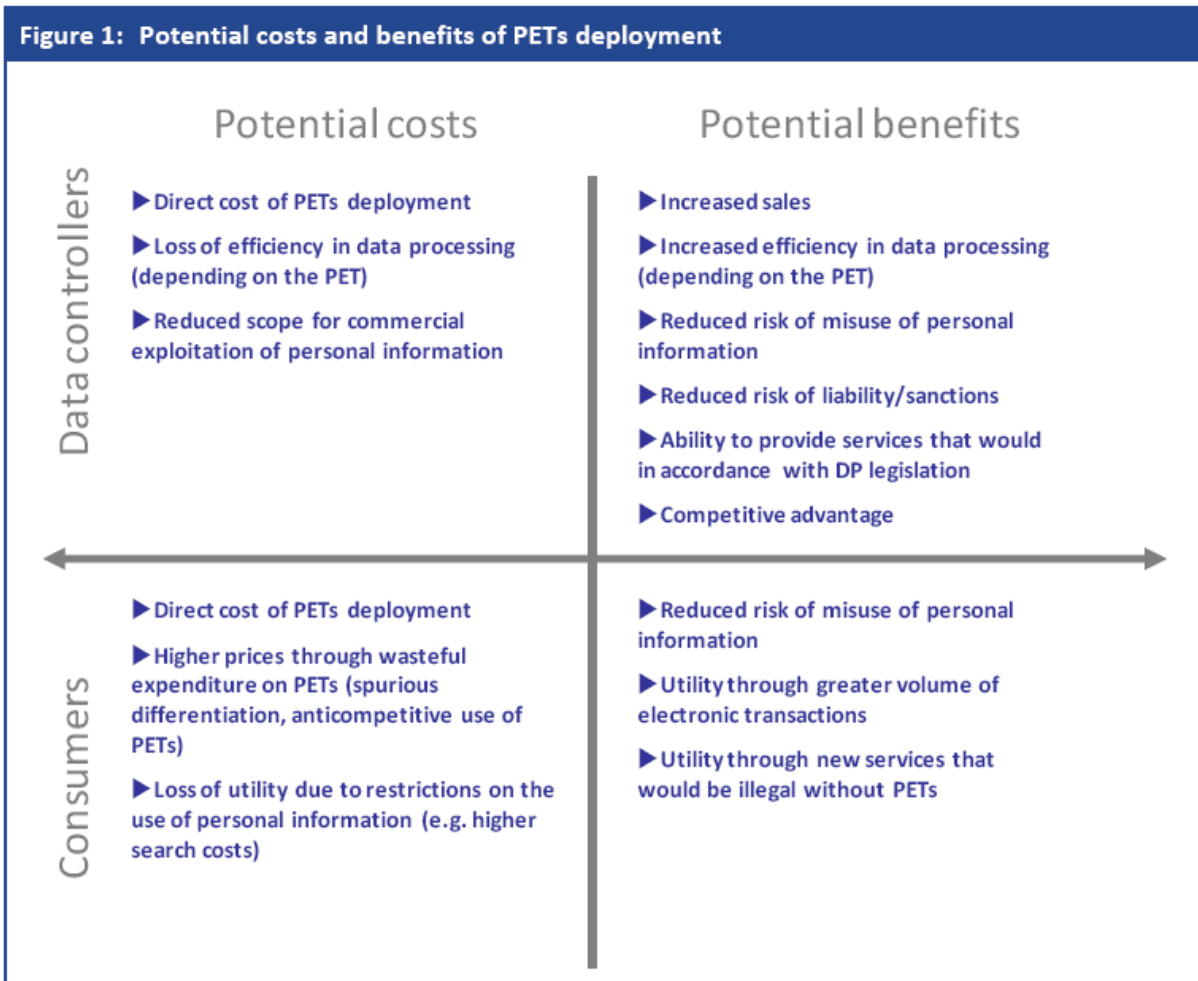 Figure 1: Potential costs and benefits of PETs deployment
Potential costs
Potential benefits
Data controllers
▶Direct cost of PETs deployment
▶Loss of efficiency in data processing
(depending on the PET)
▶Reduced scope for commercial
exploitation of personal information
▶Increased sales
▶Increased efficiency in data processing
(depending on the PET)
▶Reduced risk of misuse of personal
information
▶Reduced risk of liability/sanctions
▶Ability to provide services that would
in accordance with DP legislation
▶Competitive advantage
Consumers
▶Direct cost of PETs deployment
▶Higher prices through wasteful
expenditure on PETs (spurious
differentiation, anticompetitive use of
PETs)
▶Loss of utility due to restrictions on the
use of personal information (e.g. higher
search costs)
▶Reduced risk of misuse of personal
information
▶Utility through greater volume of
electronic transactions
▶Utility through new services that
would be illegal without PETs